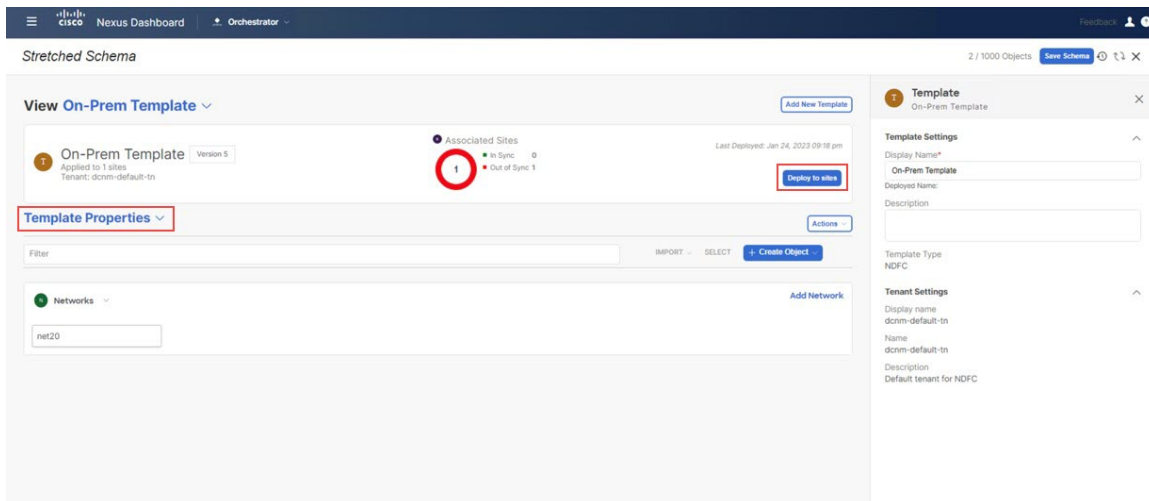 cisco Nexus Dashboard Orchestrator Feedback
Stretched Schema 2 / 1000 Objects Save Schema
View On-Prem Template Add New Template
T On-Prem Template Version 5
Applied to 1 sites
Tenant: dcnm-default-tn
Associated Sites
1
In Sync 0
Out of Sync 1
Last Deployed: Jan 24, 2023 09:18 pm
Deploy to sites
Template Properties
Actions
Filter IMPORT SELECT + Create Object
N Networks Add Network
net20
T Template
On-Prem Template
Template Settings
Display Name*
On-Prem Template
Deployed Name:
Description
Template Type
NDFC
Tenant Settings
Display name
dcnm-default-tn
Name
dcnm-default-tn
Description
Default tenant for NDFC